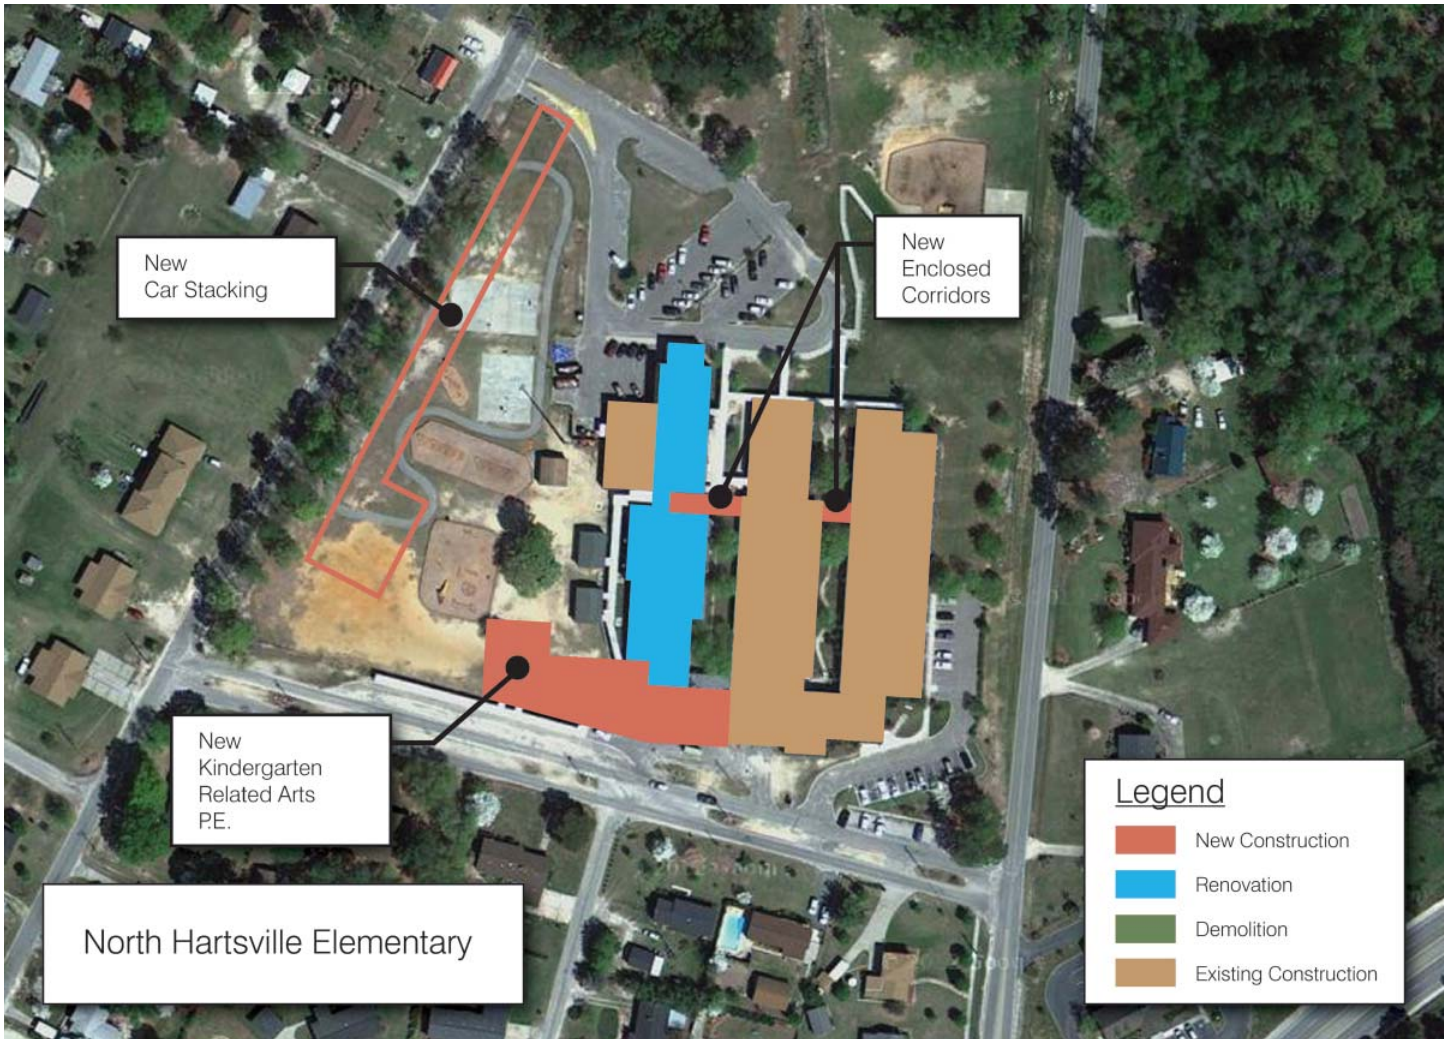 New
Car Stacking
New
Enclosed
Corridors
New
Kindergarten
Related Arts
P.E.
North Hartsville Elementary
Legend
New Construction
Renovation
Demolition
Existing Construction